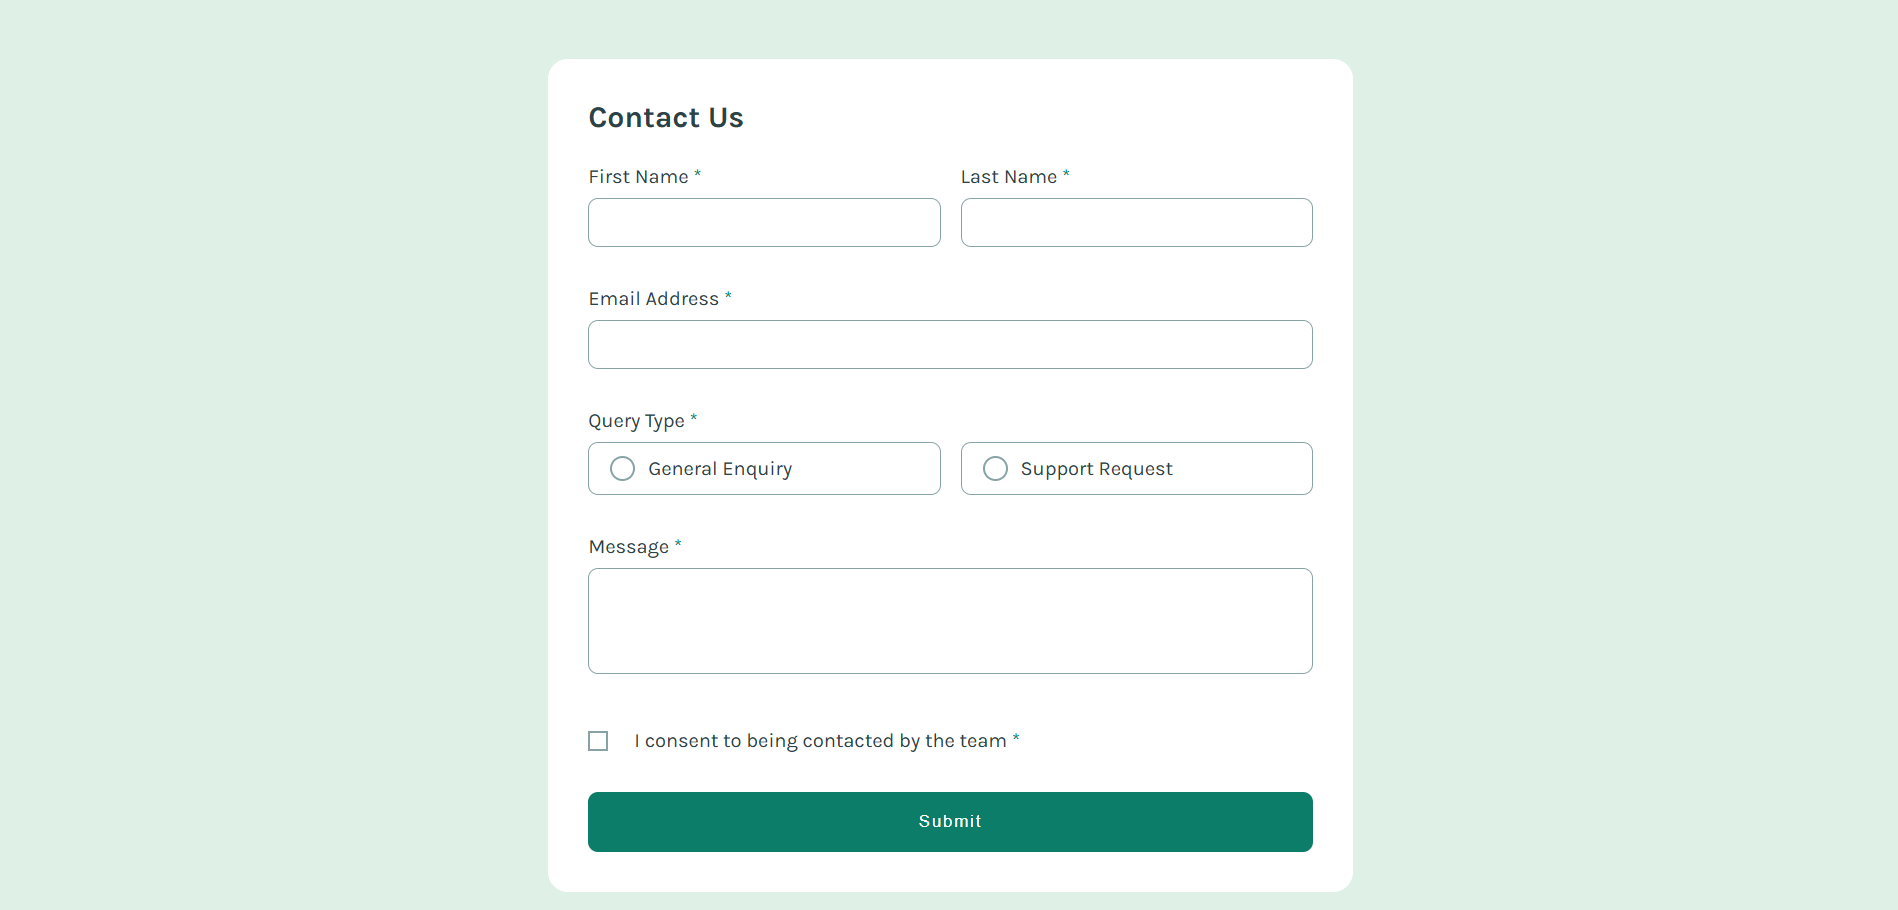 Contact Us
First Name * Last Name *
Email Address *
Query Type *
General Enquiry Support Request
Message *
I consent to being contacted by the team *
Submit